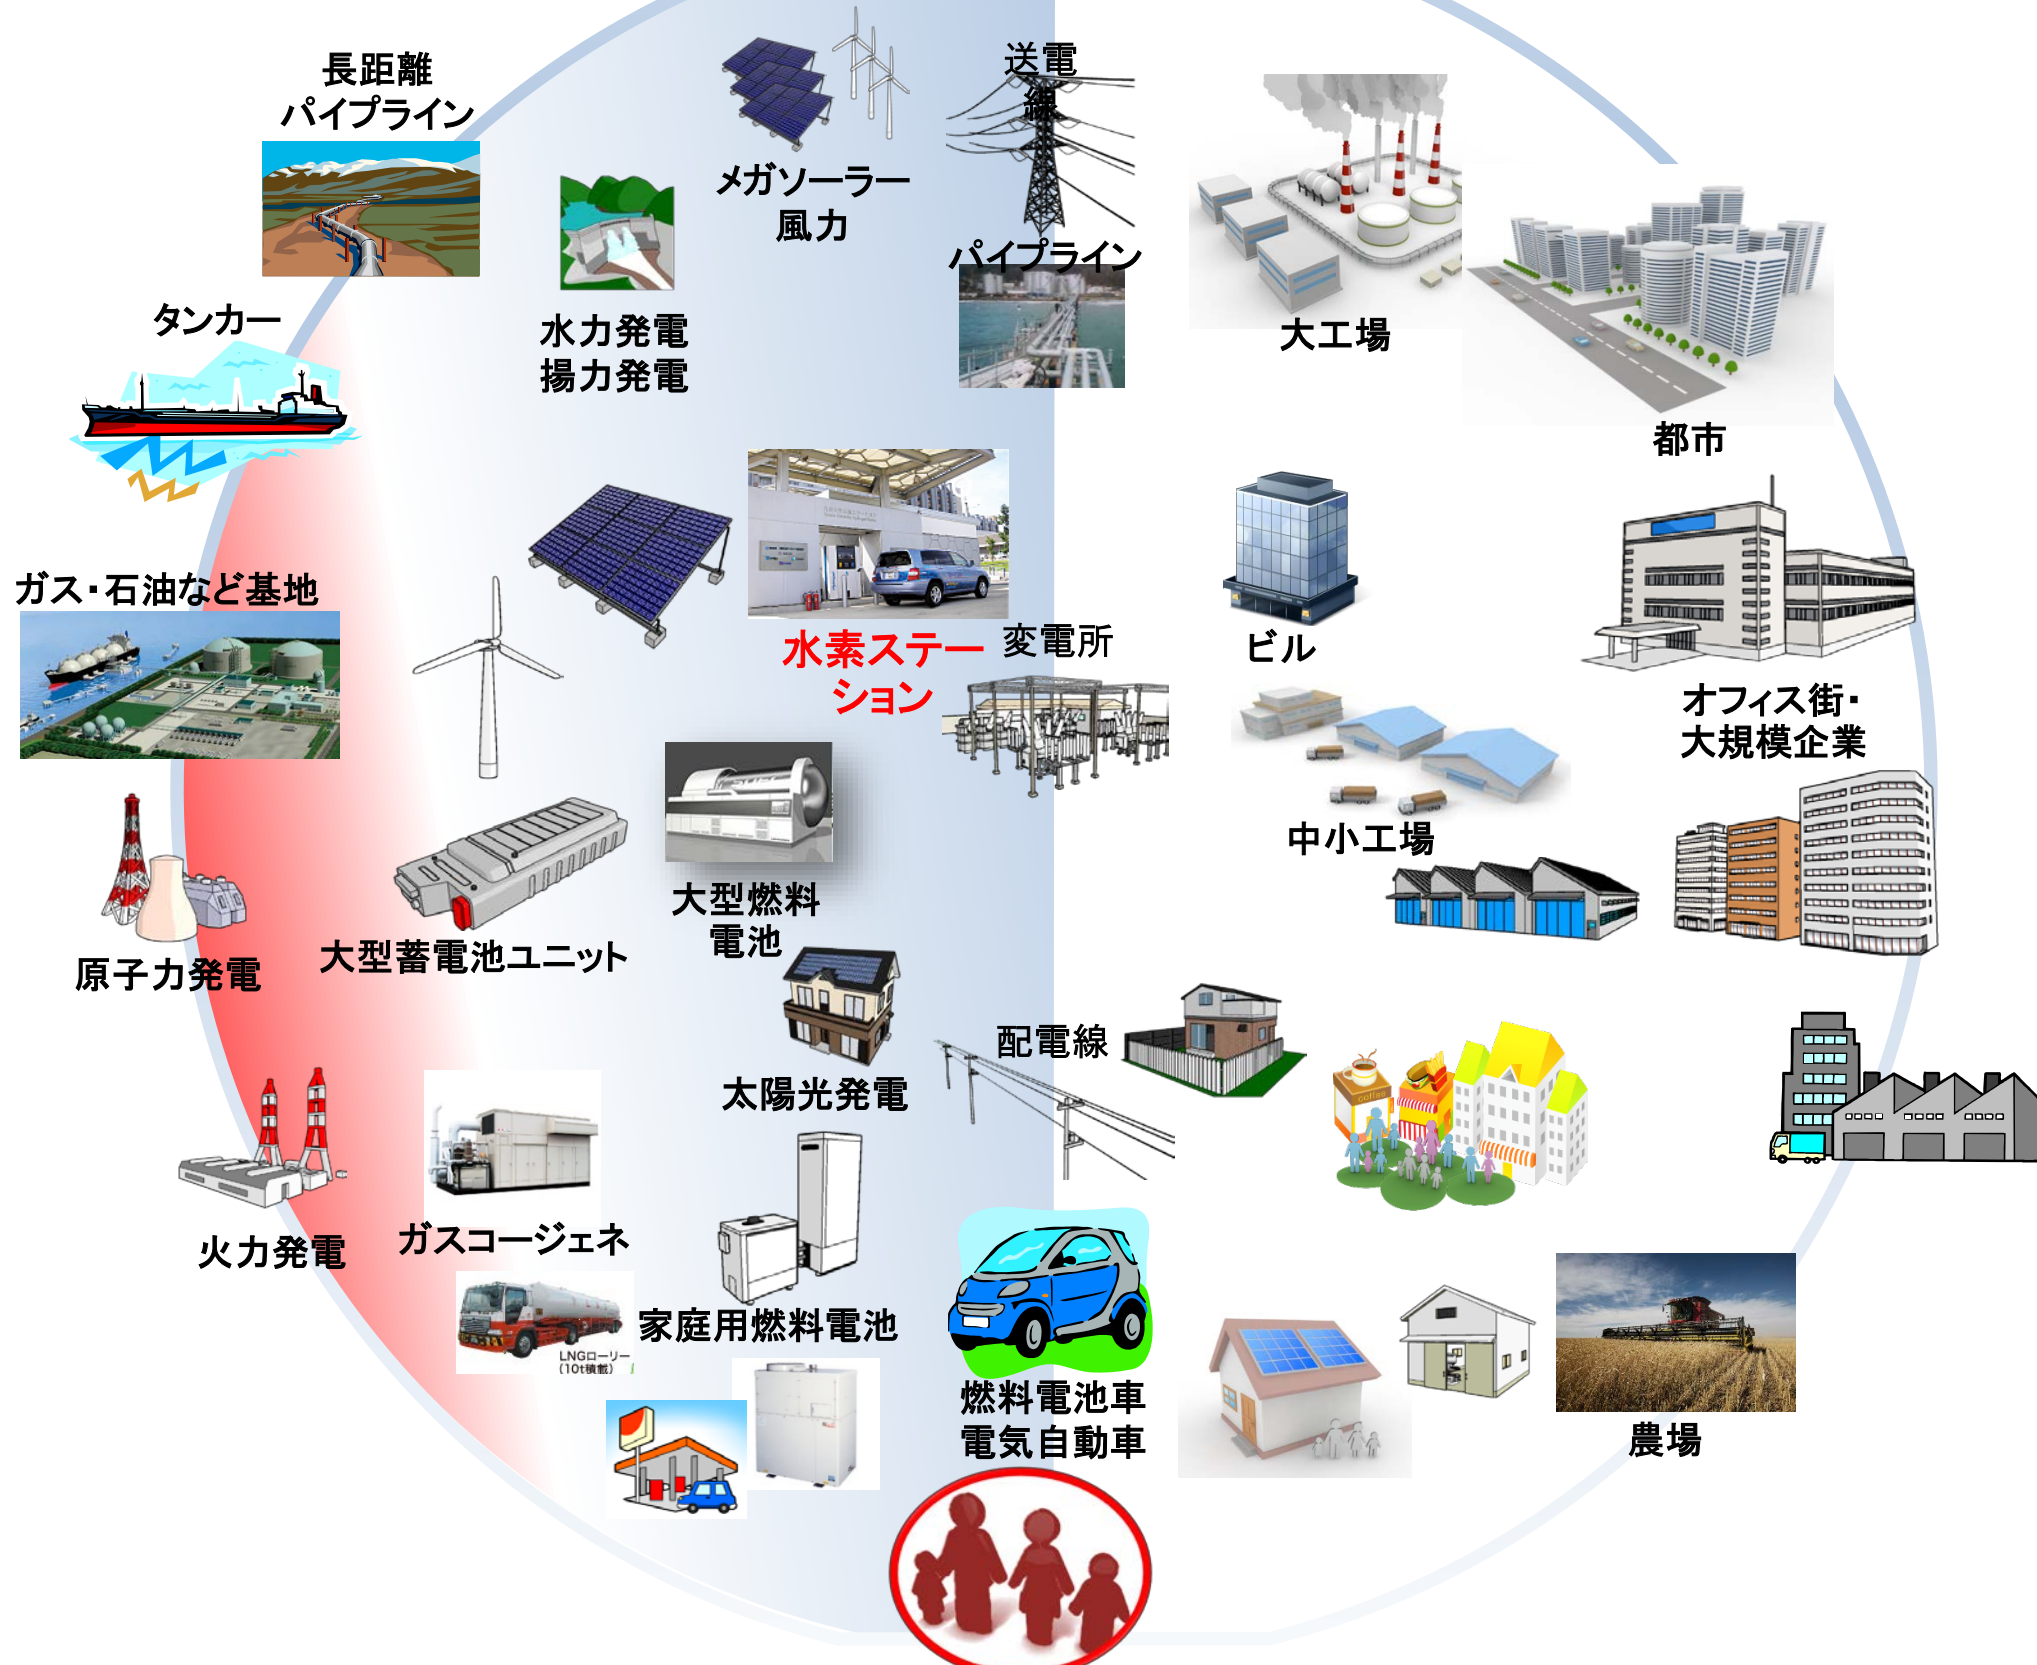 長距離
パイプライン
メガソーラー
風力
送電
線
パイプライン
水力発電
揚力発電
タンカー
大工場
都市
ガス・石油など基地
水素ステー
ション
変電所
ビル
オフィス街・
大規模企業
中小工場
大型燃料
電池
大型蓄電池ユニット
原子力発電
太陽光発電
配電線
coffee
火力発電
ガスコージェネ
LNGローリー
(10t積載)
家庭用燃料電池
燃料電池車
電気自動車
農場